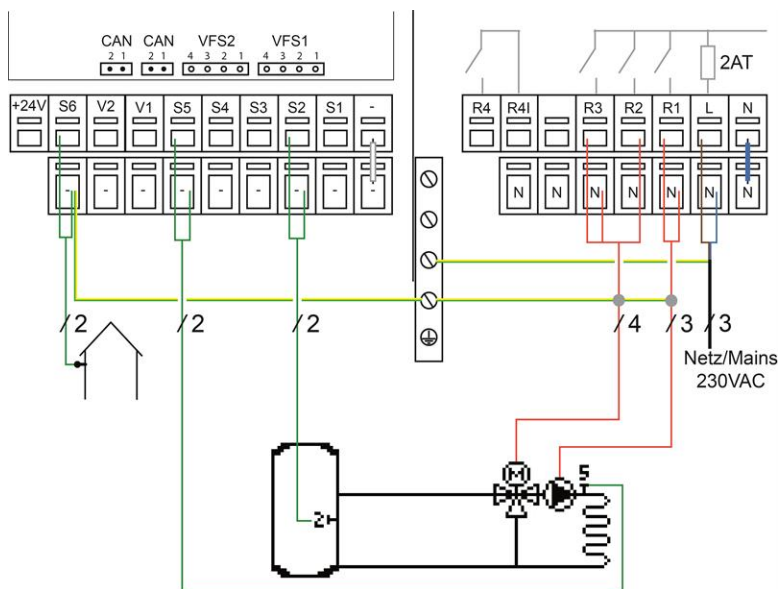 CAN CAN VFS2 VFS1
2 1 2 1 4 3 2 1 4 3 2 1
2AT
+24V S6 V2 V1 S5 S4 S3 S2 S1 - R4 R4I R3 R2 R1 L N
- - - - - - - - - N N N N N N N
2 2 2 4 3 3
Netz/Mains
230VAC
M
S
2